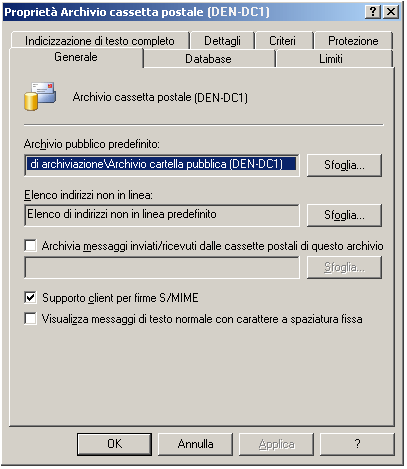 Proprietà Archivio cassetta postale (DEN-DC1)
Indicizzazione di testo completo Dettagli Criteri Protezione
Generale Database Limiti
Archivio cassetta postale (DEN-DC1)
Archivio pubblico predefinito:
di archiviazione\Archivio cartella pubblica (DEN-DC1) Sfoglia...
Elenco indirizzi non in linea:
Elenco di indirizzi non in linea predefinito Sfoglia...
Archivia messaggi inviati/ricevuti dalle cassette postali di questo archivio
Sfoglia...
Supporto client per firme S/MIME
Visualizza messaggi di testo normale con carattere a spaziatura fissa
OK Annulla Applica ?